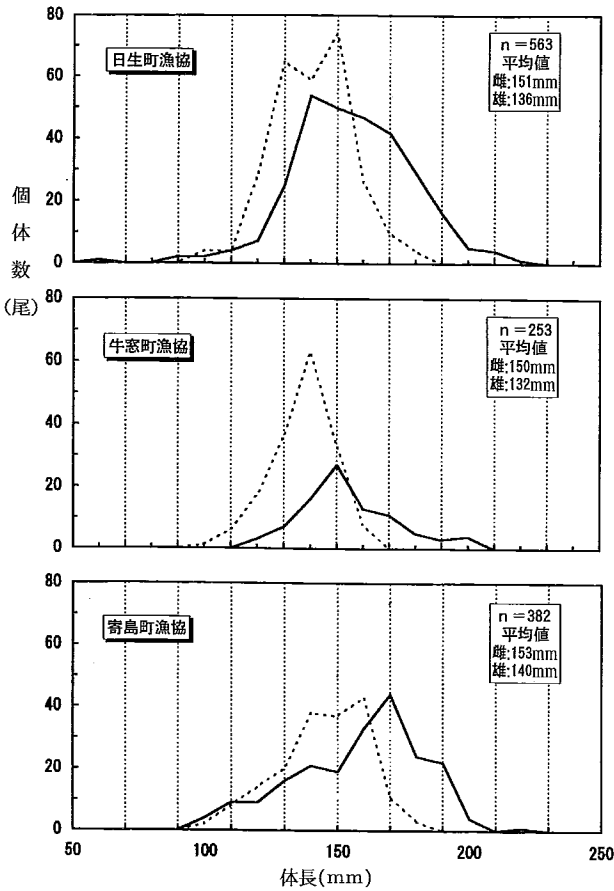 80
60
40
20
0
日生町漁協
n=563
平均値
雌:151mm
雄:136mm
個体数(尾)
80
60
40
20
0
牛窓町漁協
n=253
平均値
雌:150mm
雄:132mm
80
60
40
20
0
寄島町漁協
n=382
平均値
雌:153mm
雄:140mm
50 100 150 200 250
体長(mm)